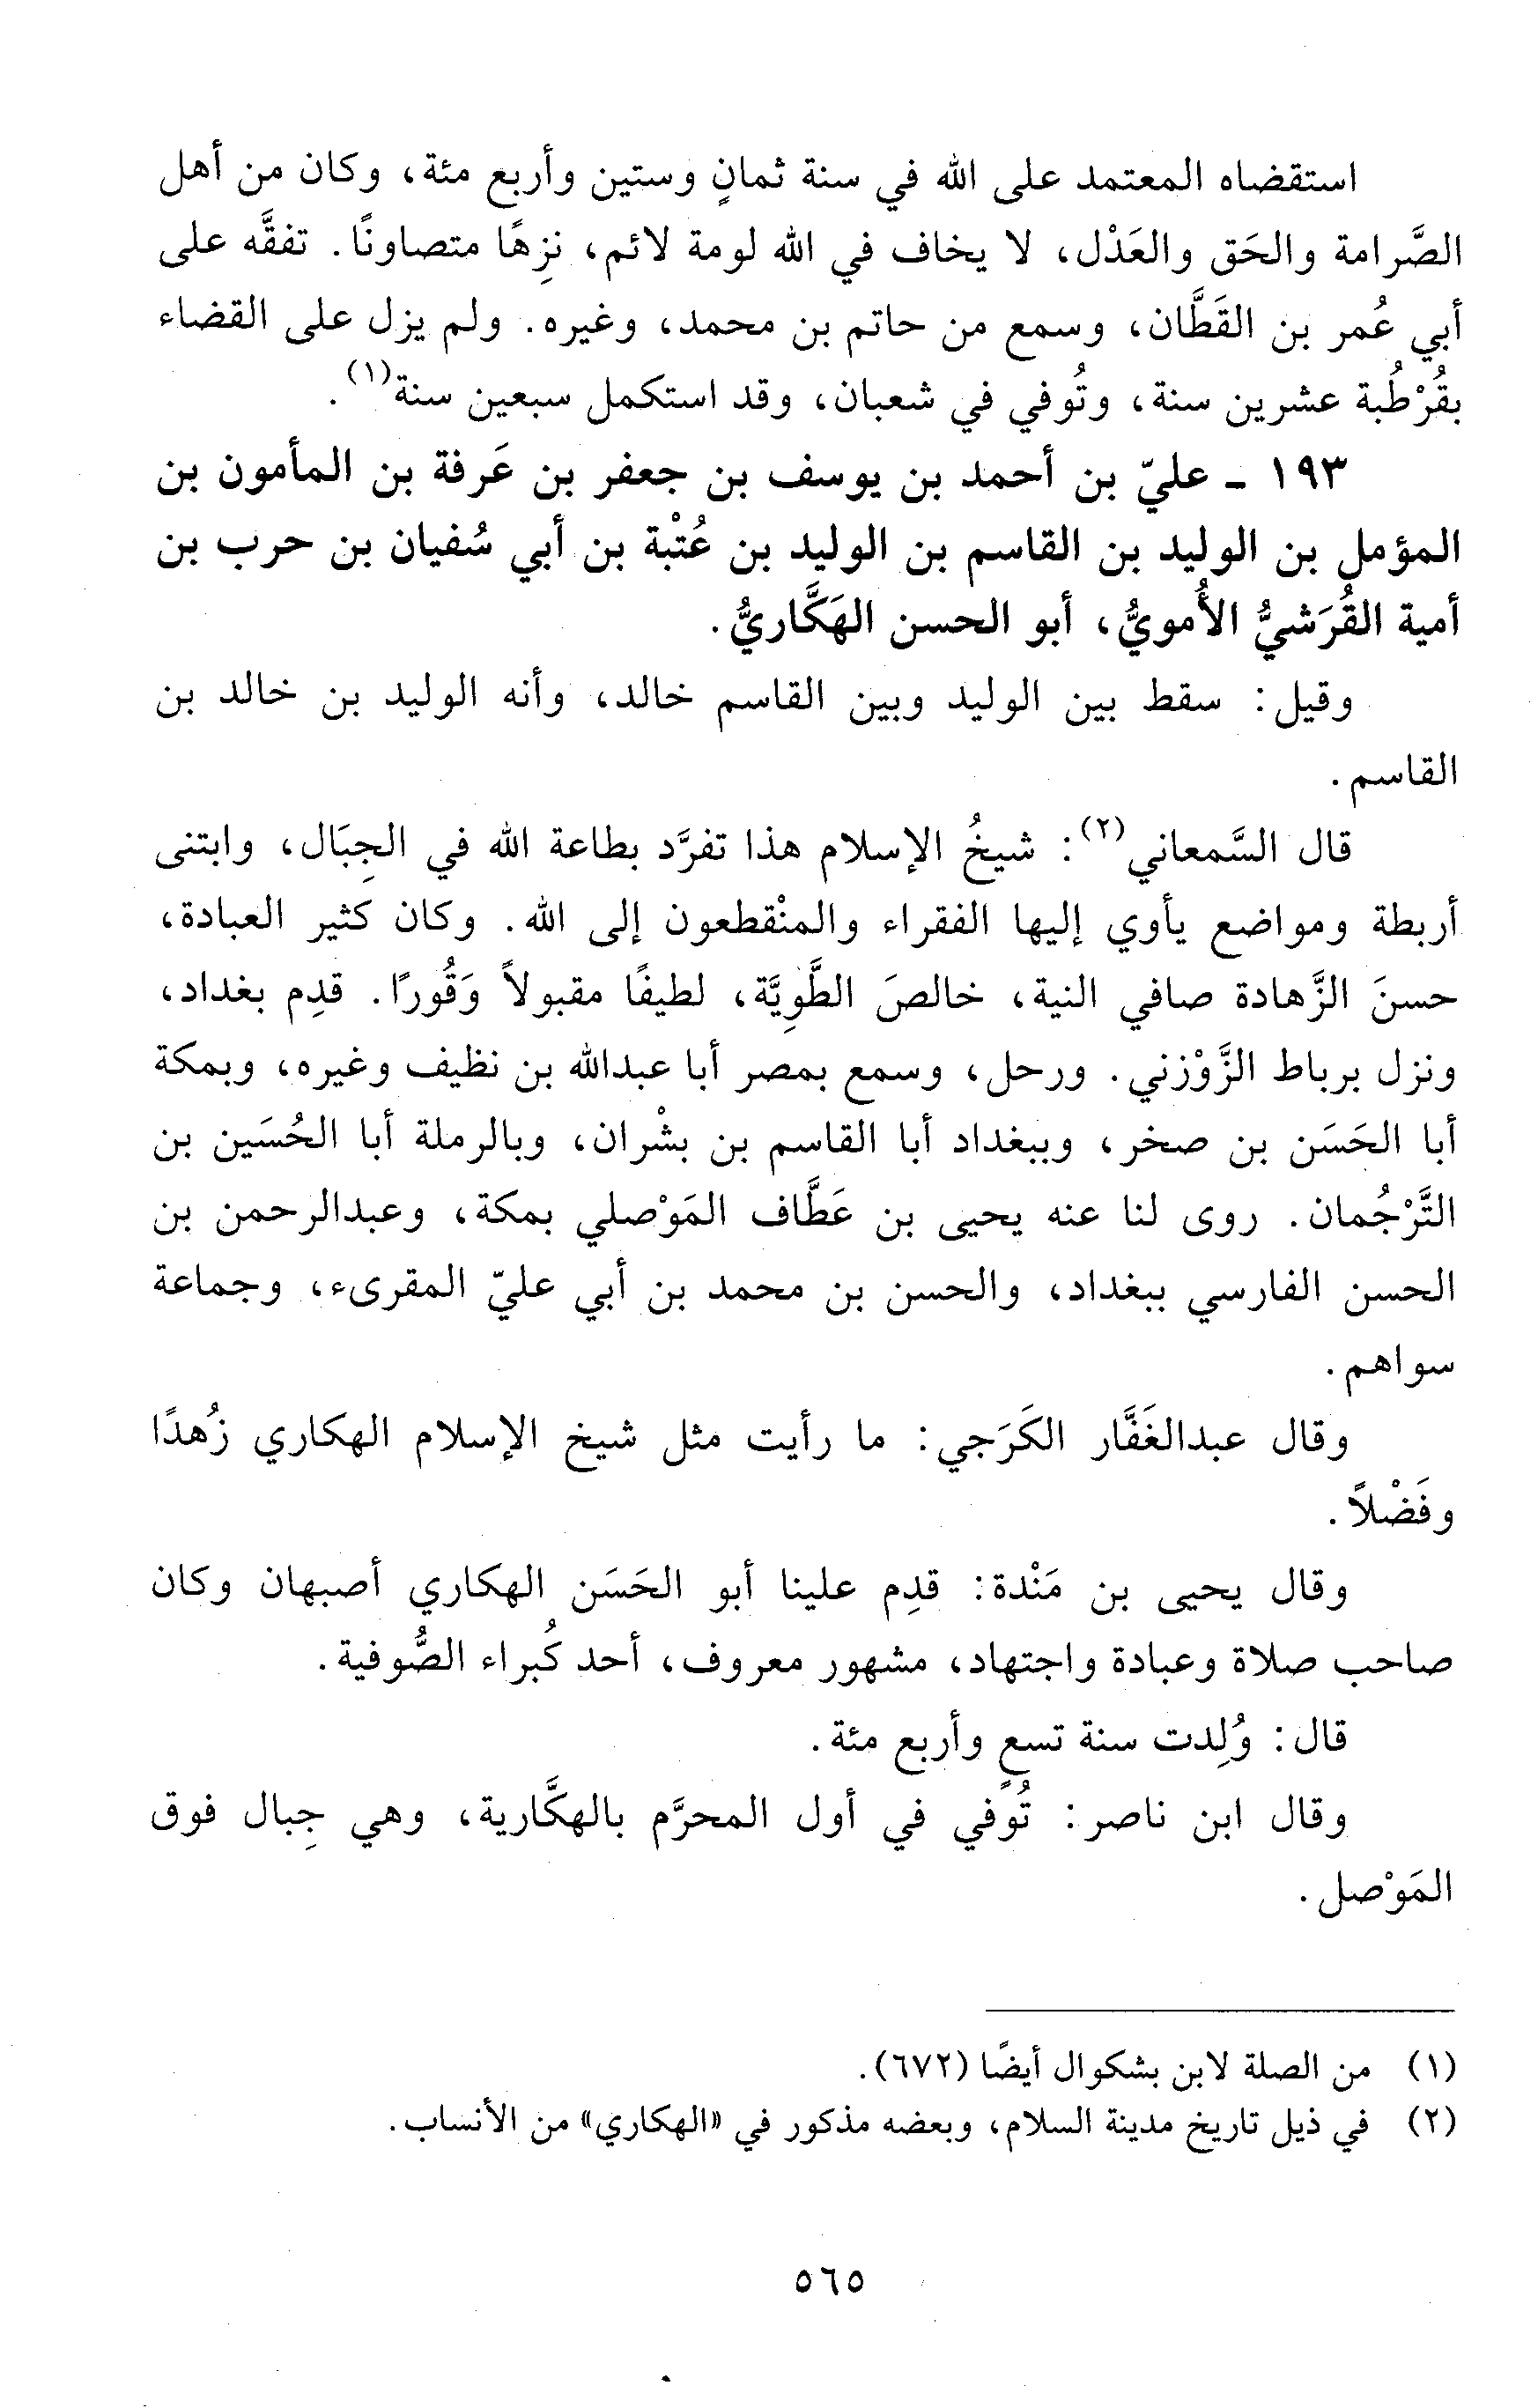 استقضاه المعتمد على الله في سنة ثمانٍ وستين وأربع مئة، وكان من أهل
الصَّرامة والحَق والعَدْل، لا يخاف في الله لومة لائم، نزِهًا متصاونًا. تفقَّه على
أبي عُمر بن القَطَّان، وسمع من حاتم بن محمد، وغيره. ولم يزل على القضاء
بقُرْطُبة عشرين سنة، وتُوفي في شعبان، وقد استكمل سبعين سنة(١).
١٩٣ - عليّ بن أحمد بن يوسف بن جعفر بن عَرفة بن المأمون بن
المؤمل بن الوليد بن القاسم بن الوليد بن عُتْبة بن أبي سُفيان بن حرب بن
أمية القُرَشيُّ الأُمويُّ، أبو الحسن الهَكَّاريُّ.
وقيل: سقط بين الوليد وبين القاسم خالد، وأنه الوليد بن خالد بن
القاسم.
قال السَّمعاني(٢): شيخُ الإسلام هذا تفرَّد بطاعة الله في الجِبَال، وابتنى
أربطة ومواضع يأوي إليها الفقراء والمنْقطعون إلى الله. وكان كثير العبادة،
حسنَ الزَّهادة صافي النية، خالصَ الطَّوِيَّة، لطيفًا مقبولاً وَقُورًا. قدِم بغداد،
ونزل برباط الزَّوْزني. ورحل، وسمع بمصر أبا عبدالله بن نظيف وغيره، وبمكة
أبا الحَسَن بن صخر، وببغداد أبا القاسم بن بشْران، وبالرملة أبا الحُسَين بن
التَّرْجُمان. روى لنا عنه يحيى بن عَطَّاف المَوْصلي بمكة، وعبدالرحمن بن
الحسن الفارسي ببغداد، والحسن بن محمد بن أبي عليّ المقرىء، وجماعة
سواهم.
وقال عبدالغَفَّار الكَرَجي: ما رأيت مثل شيخ الإسلام الهكاري زُهدًا
وفَضْلاً.
وقال يحيى بن مَنْدة: قدِم علينا أبو الحَسَن الهكاري أصبهان وكان
صاحب صلاة وعبادة واجتهاد، مشهور معروف، أحد كُبراء الصُّوفية.
قال: وُلِدت سنة تسعٍ وأربع مئة.
وقال ابن ناصر: تُوفي في أول المحرَّم بالهكَّارية، وهي جِبال فوق
المَوْصل.
(١) من الصلة لابن بشكوال أيضًا (٦٧٢).
(٢) في ذيل تاريخ مدينة السلام، وبعضه مذكور في «الهكاري» من الأنساب.
٥٦٥